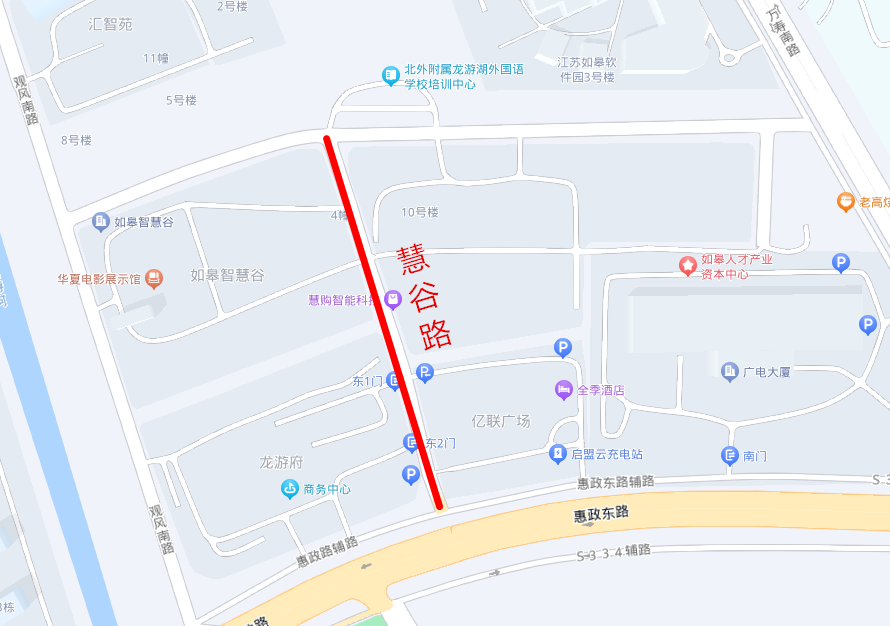 汇智苑
2号楼
万寿南路
11幢
北外附属龙游湖外国语
学校培训中心
江苏如皋软
件园3号楼
观风南路
5号楼
8号楼
如皋智慧谷
4幢
10号楼
老高炖
华夏电影展示馆
如皋智慧谷
慧谷路
如皋人才产业
资本中心
慧购智能科技
广电大厦
东1门
全季酒店
亿联广场
东2门
龙游府
启盟云充电站
南门
商务中心
惠政东路辅路
S-3
惠政东路
观风南路
惠政路辅路
S-3 3 4 辅路
栋